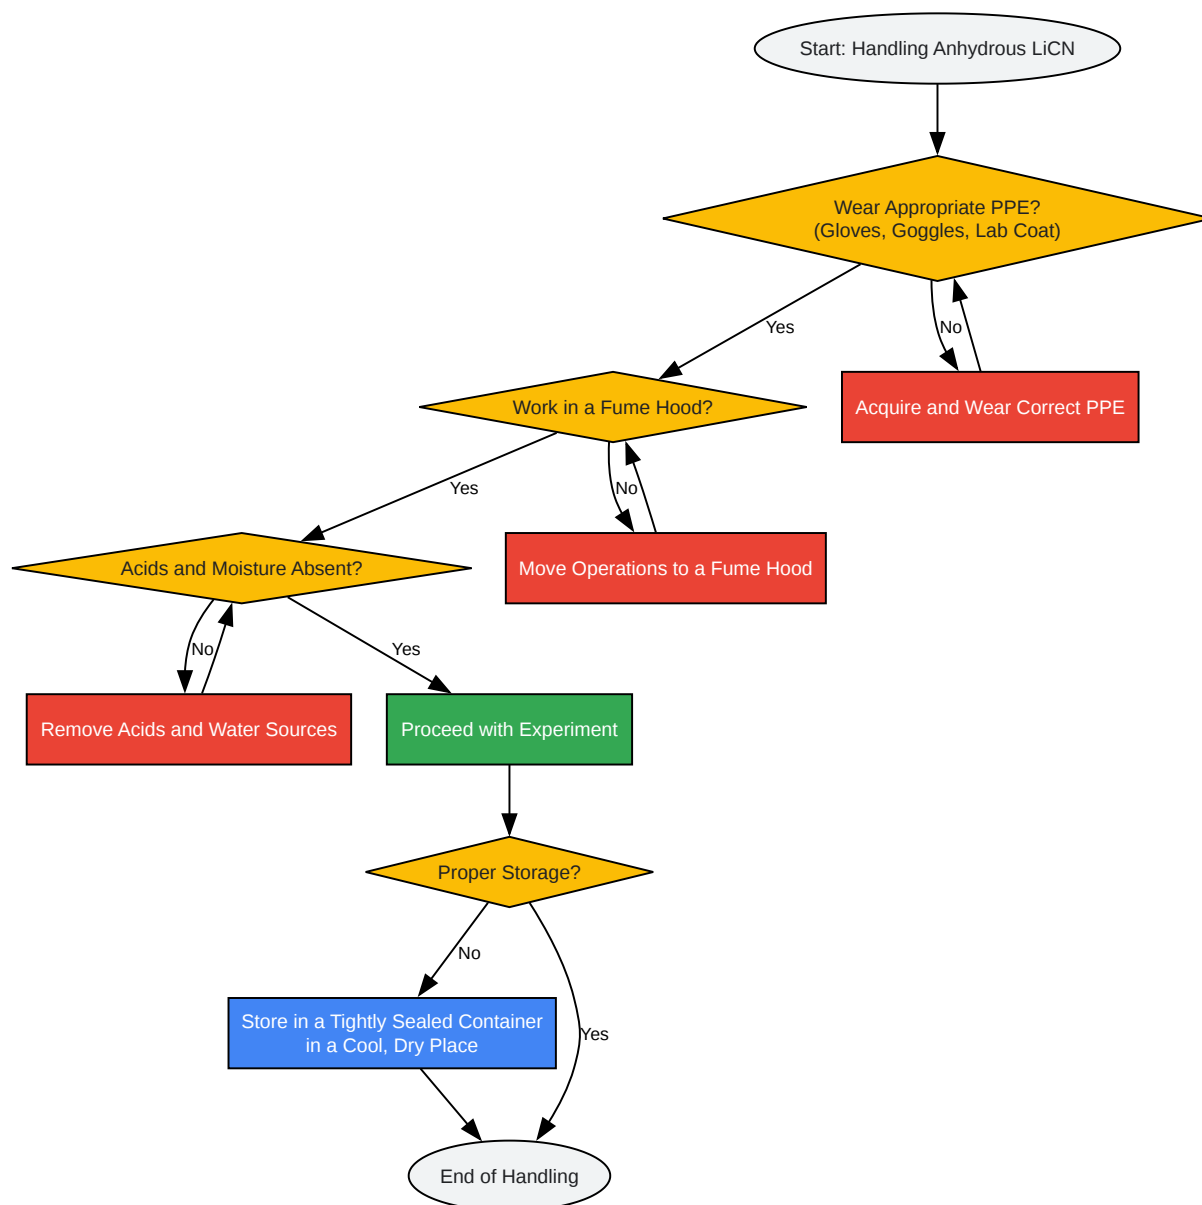 Start: Handling Anhydrous LiCN
Wear Appropriate PPE?
(Gloves, Goggles, Lab Coat)
Yes
No
Work in a Fume Hood?
Acquire and Wear Correct PPE
Yes
No
Acids and Moisture Absent?
Move Operations to a Fume Hood
No
Yes
Remove Acids and Water Sources
Proceed with Experiment
Proper Storage?
No
Store in a Tightly Sealed Container
in a Cool, Dry Place
Yes
End of Handling